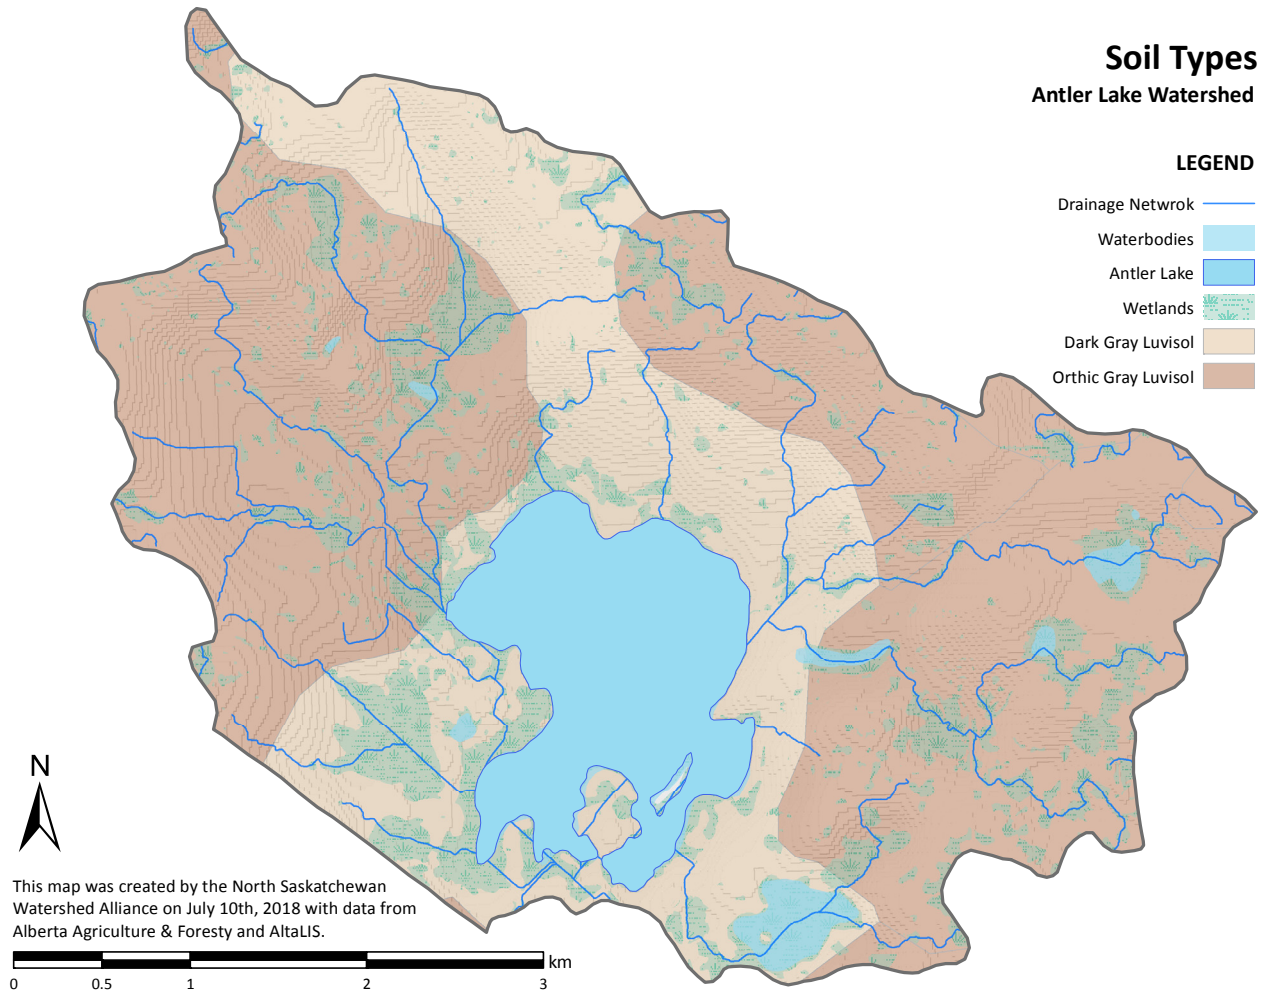 Soil Types
Antler Lake Watershed
LEGEND
Drainage Netwrok
Waterbodies
Antler Lake
Wetlands
Dark Gray Luvisol
Orthic Gray Luvisol
N
This map was created by the North Saskatchewan
Watershed Alliance on July 10th, 2018 with data from
Alberta Agriculture & Foresty and AltaLIS.
km
0 0.5 1 2 3